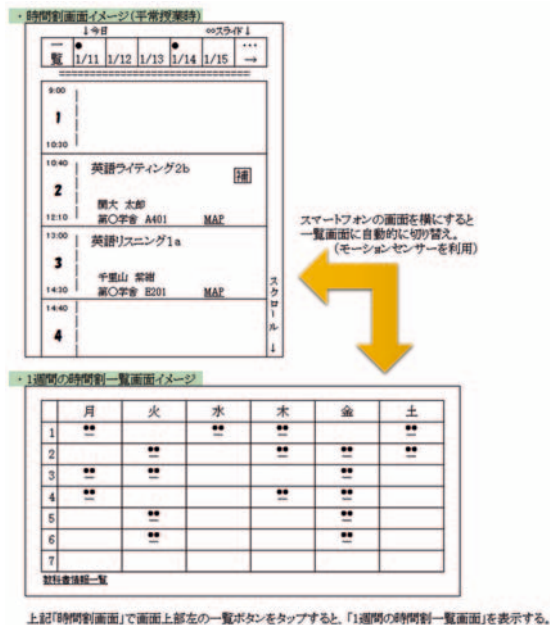 ・時間割画面イメージ(平常授業時)
↓今日 ∞スライド↓
一覧 ● 1/11 1/12 1/13 ● 1/14 1/15 … →
9:00
1
10:30
10:40 英語ライティング2b 補
2
関大 太郎
12:10 第〇学舎 A401 MAP
13:00 英語リスニング1a
3
千里山 紫紺
14:30 第〇学舎 E201 MAP
14:40
4
スクロール ↓
スマートフォンの画面を横にすると
一覧画面に自動的に切り替え。
(モーションセンサーを利用)
・1週間の時間割一覧画面イメージ
月 火 水 木 金 土
1 ●● ●● ●● ●●
2 ●● ●● ●● ●●
3 ●● ●● ●●
4 ●● ●● ●●
5 ●● ●●
6 ●● ●●
7
教科書情報一覧
上記「時間割画面」で画面上部左の一覧ボタンをタップすると、「1週間の時間割一覧画面」を表示する。